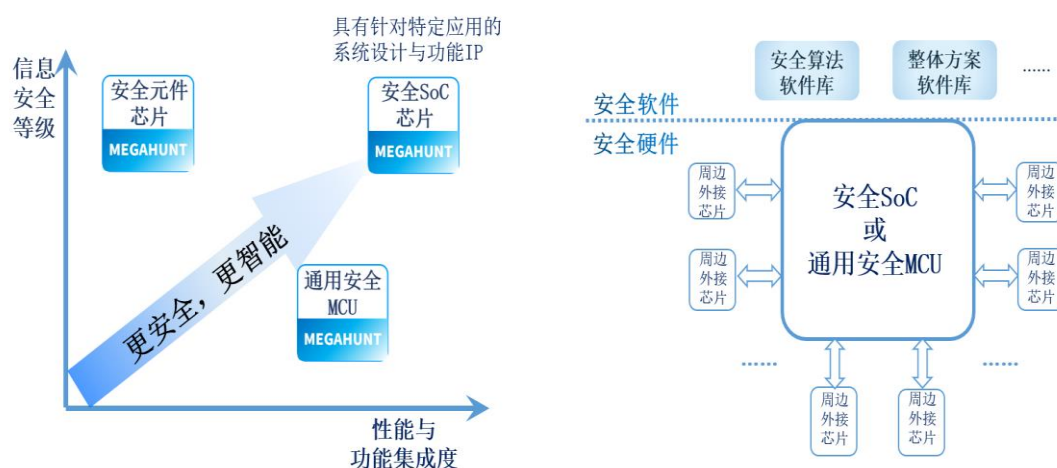 具有针对特定应用的
系统设计与功能IP
信息
安全
等级
安全元件
芯片
MEGAHUNT
安全SoC
芯片
MEGAHUNT
更安全，更智能
通用安全
MCU
MEGAHUNT
性能与
功能集成度
安全算法
软件库
整体方案
软件库
……
安全软件
安全硬件
周边
外接
芯片
周边
外接
芯片
安全SoC
或
通用安全MCU
周边
外接
芯片
周边
外接
芯片
……
……
周边
外接
芯片
周边
外接
芯片